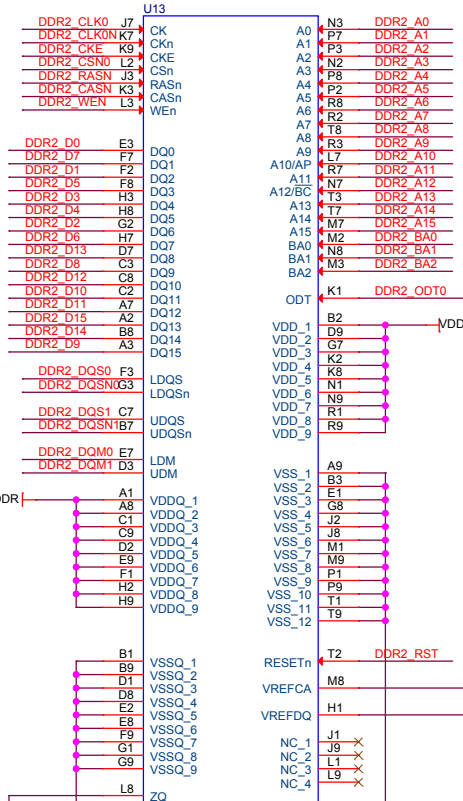 U13
DDR2_CLK0 J7 CK
DDR2_CLK0N K7 CKn
DDR2_CKE K9 CKE
DDR2_CSN0 L2 CSn
DDR2_RASN J3 RASn
DDR2_CASN K3 CASn
DDR2_WEN L3 WEn
DDR2_D0 E3 DQ0
DDR2_D7 F7 DQ1
DDR2_D1 F2 DQ2
DDR2_D5 F8 DQ3
DDR2_D3 H3 DQ4
DDR2_D4 H8 DQ5
DDR2_D2 G2 DQ6
DDR2_D6 H7 DQ7
DDR2_D13 D7 DQ8
DDR2_D8 C3 DQ9
DDR2_D12 C8 DQ10
DDR2_D10 C2 DQ11
DDR2_D11 A7 DQ12
DDR2_D15 A2 DQ13
DDR2_D14 B8 DQ14
DDR2_D9 A3 DQ15
DDR2_DQS0 F3 LDQS
DDR2_DQSN0 G3 LDQSn
DDR2_DQS1 C7 UDQS
DDR2_DQSN1 B7 UDQSn
DDR2_DQM0 E7 LDM
DDR2_DQM1 D3 UDM
DR A1 VDDQ_1
A8 VDDQ_2
C1 VDDQ_3
C9 VDDQ_4
D2 VDDQ_5
E9 VDDQ_6
F1 VDDQ_7
H2 VDDQ_8
H9 VDDQ_9
B1 VSSQ_1
B9 VSSQ_2
D1 VSSQ_3
D8 VSSQ_4
E2 VSSQ_5
E8 VSSQ_6
F9 VSSQ_7
G1 VSSQ_8
G9 VSSQ_9
L8 ZQ
A0 N3 DDR2_A0
A1 P7 DDR2_A1
A2 P3 DDR2_A2
A3 N2 DDR2_A3
A4 P8 DDR2_A4
A5 P2 DDR2_A5
A6 R8 DDR2_A6
A7 R2 DDR2_A7
A8 T8 DDR2_A8
A9 R3 DDR2_A9
A10/AP L7 DDR2_A10
A11 R7 DDR2_A11
A12/BC N7 DDR2_A12
A13 T3 DDR2_A13
A14 T7 DDR2_A14
A15 M7 DDR2_A15
BA0 M2 DDR2_BA0
BA1 N8 DDR2_BA1
BA2 M3 DDR2_BA2
ODT K1 DDR2_ODT0
VDD_1 B2 VDD
VDD_2 D9
VDD_3 G7
VDD_4 K2
VDD_5 K8
VDD_6 N1
VDD_7 N9
VDD_8 R1
VDD_9 R9
VSS_1 A9
VSS_2 B3
VSS_3 E1
VSS_4 G8
VSS_5 J2
VSS_6 J8
VSS_7 M1
VSS_8 M9
VSS_9 P1
VSS_10 P9
VSS_11 T1
VSS_12 T9
RESETn T2 DDR2_RST
VREFCA M8
VREFDQ H1
NC_1 J1
NC_2 J9
NC_3 L1
NC_4 L9